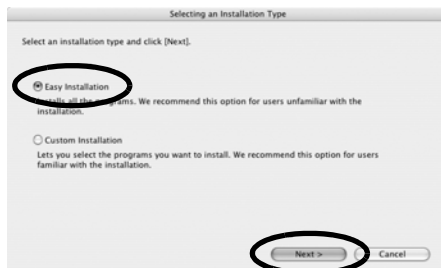 Selecting an Installation Type
Select an installation type and click [Next].
Easy Installation
Installs all the programs. We recommend this option for users unfamiliar with the
installation.
Custom Installation
Lets you select the programs you want to install. We recommend this option for users
familiar with the installation.
Next > Cancel